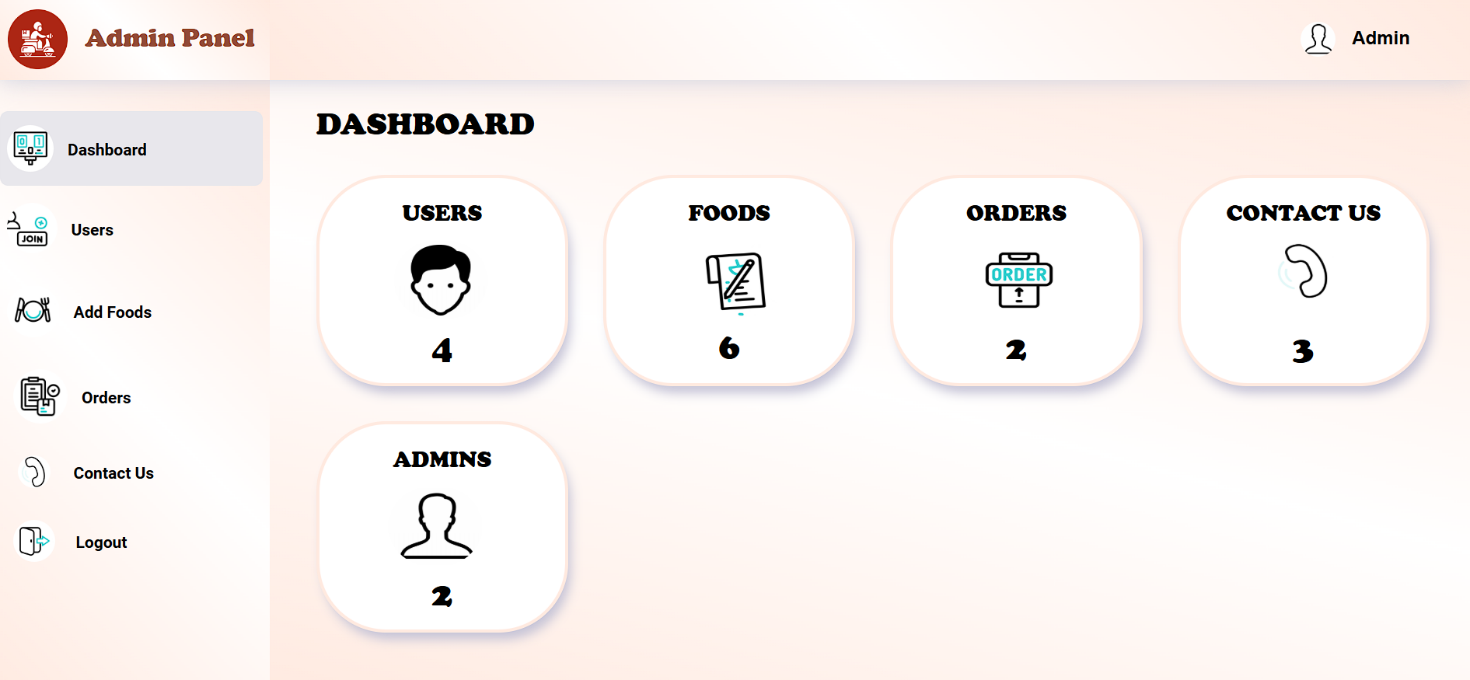 Admin Panel
Admin
Dashboard
JOIN
Users
Add Foods
Orders
Contact Us
Logout
DASHBOARD
USERS
4
FOODS
6
ORDERS
ORDER
2
CONTACT US
3
ADMINS
2